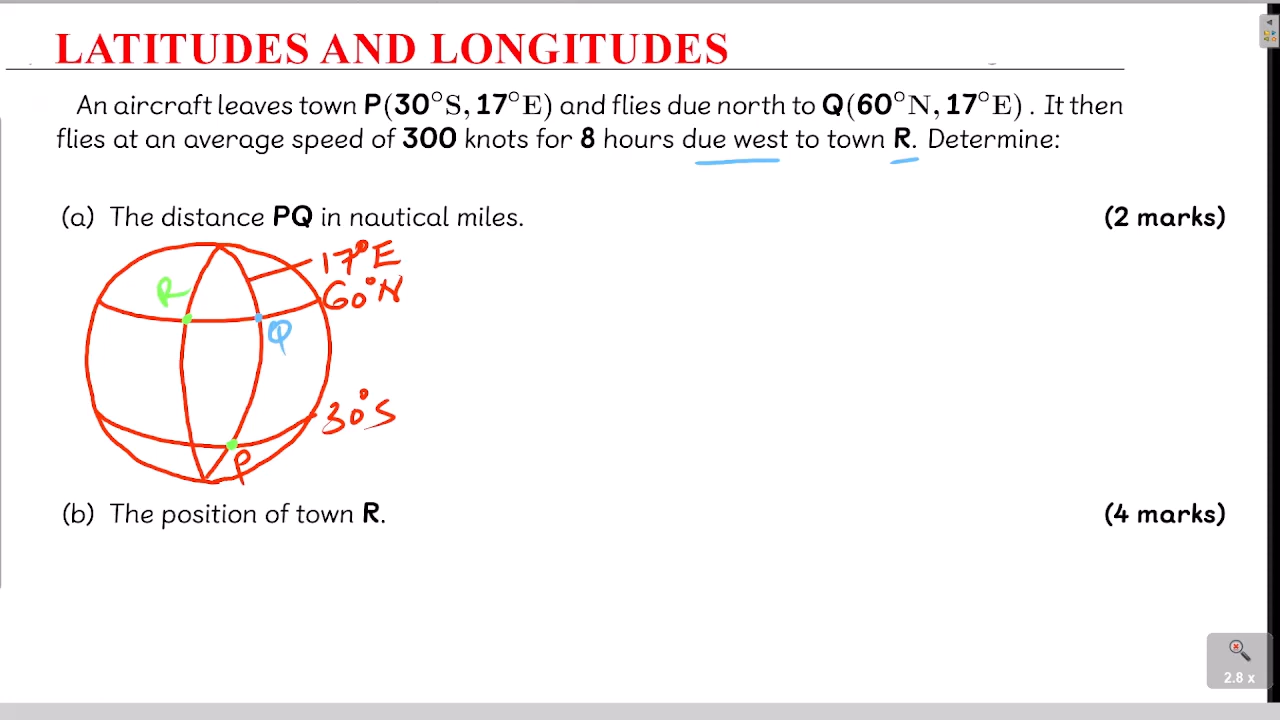 LATITUDES AND LONGITUDES
An aircraft leaves town P(30°S, 17°E) and flies due north to Q(60°N, 17°E) . It then
flies at an average speed of 300 knots for 8 hours due west to town R. Determine:
(a) The distance PQ in nautical miles. (2 marks)
17°E
R
60°N
Q
30°S
P
(b) The position of town R. (4 marks)
2.8 x